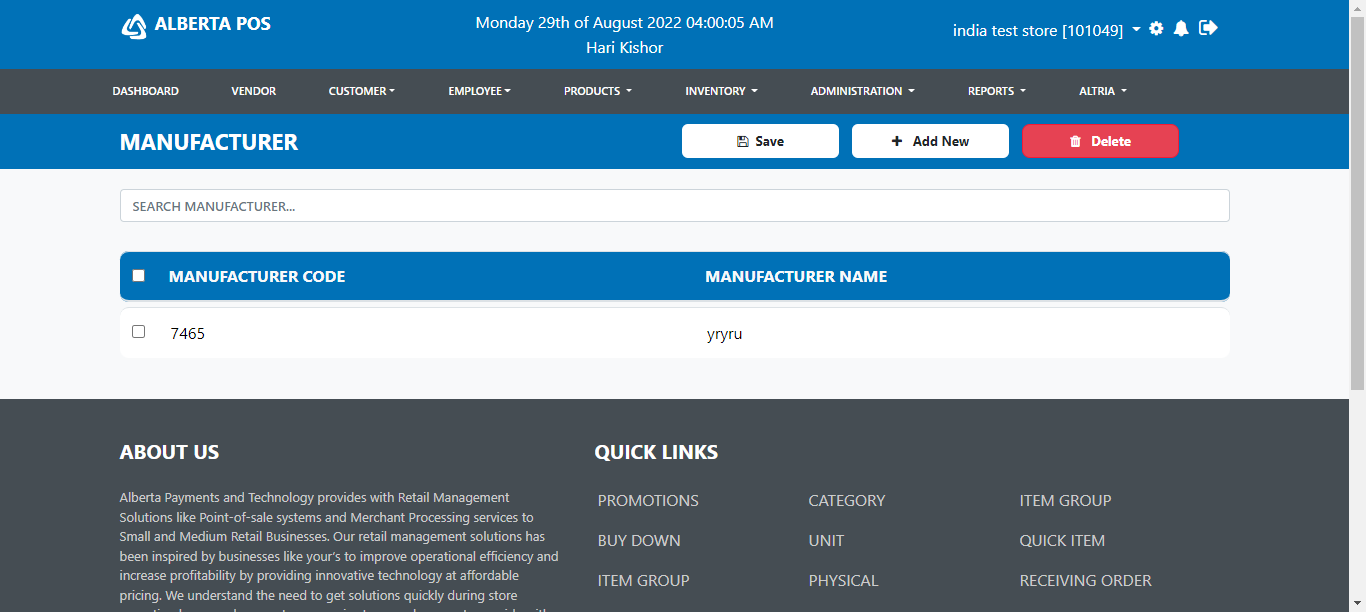 ALBERTA POS
Monday 29th of August 2022 04:00:05 AM
Hari Kishor
india test store [101049]
DASHBOARD VENDOR CUSTOMER EMPLOYEE PRODUCTS INVENTORY ADMINISTRATION REPORTS ALTRIA
MANUFACTURER
Save
Add New
Delete
SEARCH MANUFACTURER...
MANUFACTURER CODE MANUFACTURER NAME
7465 yryru
ABOUT US
Alberta Payments and Technology provides with Retail Management
Solutions like Point-of-sale systems and Merchant Processing services to
Small and Medium Retail Businesses. Our retail management solutions has
been inspired by businesses like your's to improve operational efficiency and
increase profitability by providing innovative technology at affordable
pricing. We understand the need to get solutions quickly during store
QUICK LINKS
PROMOTIONS CATEGORY ITEM GROUP
BUY DOWN UNIT QUICK ITEM
ITEM GROUP PHYSICAL RECEIVING ORDER